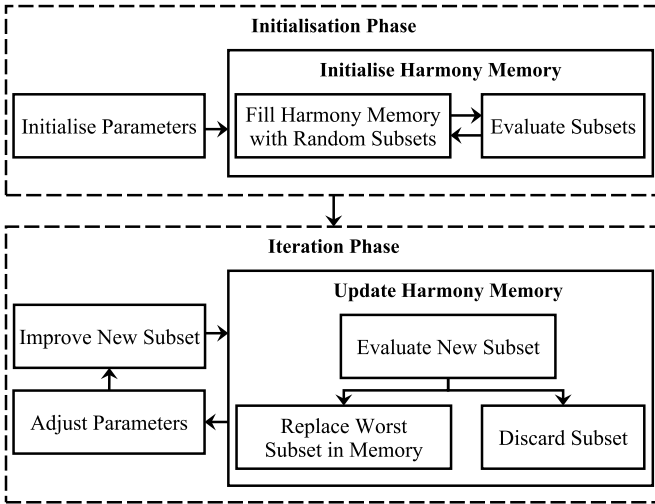 Initialisation Phase
Initialise Harmony Memory
Initialise Parameters
Fill Harmony Memory
with Random Subsets
Evaluate Subsets
Iteration Phase
Update Harmony Memory
Improve New Subset
Evaluate New Subset
Adjust Parameters
Replace Worst
Subset in Memory
Discard Subset